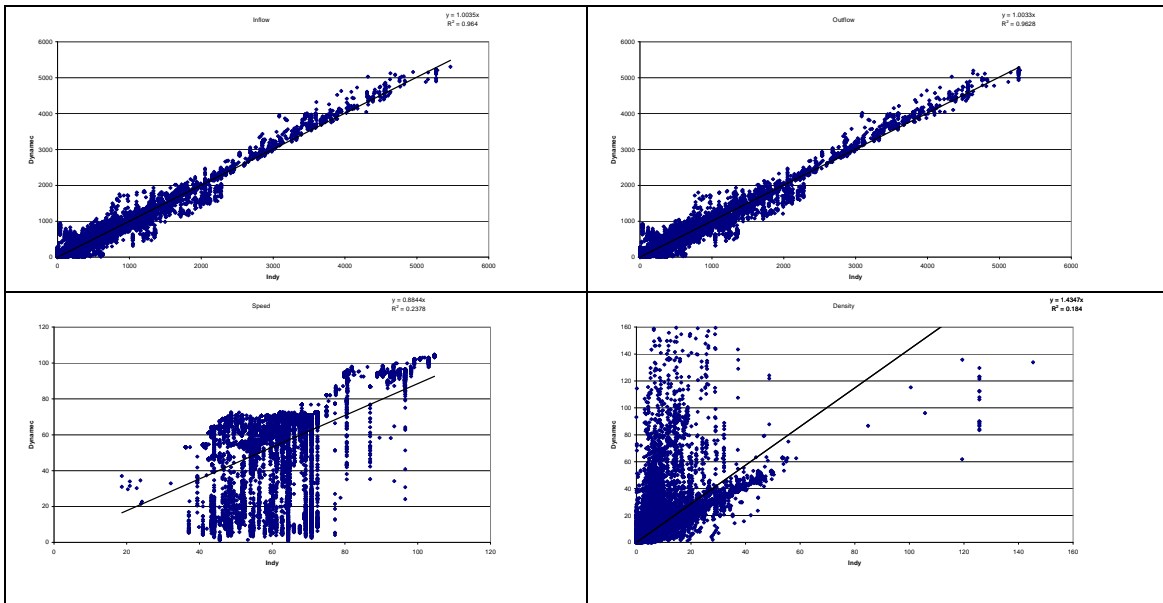 Inflow
y = 1.0035x
R² = 0.964
6000
5000
4000
3000
2000
1000
0
Dynamec
0 1000 2000 3000 4000 5000 6000
Indy
Outflow
y = 1.0033x
R² = 0.9628
6000
5000
4000
3000
2000
1000
0
Dynamec
0 1000 2000 3000 4000 5000 6000
Indy
Speed
y = 0.8844x
R² = 0.2378
120
100
80
60
40
20
0
Dynamec
0 20 40 60 80 100 120
Indy
Density
y = 1.4347x
R² = 0.184
160
140
120
100
80
60
40
20
0
Dynamec
0 20 40 60 80 100 120 140 160
Indy